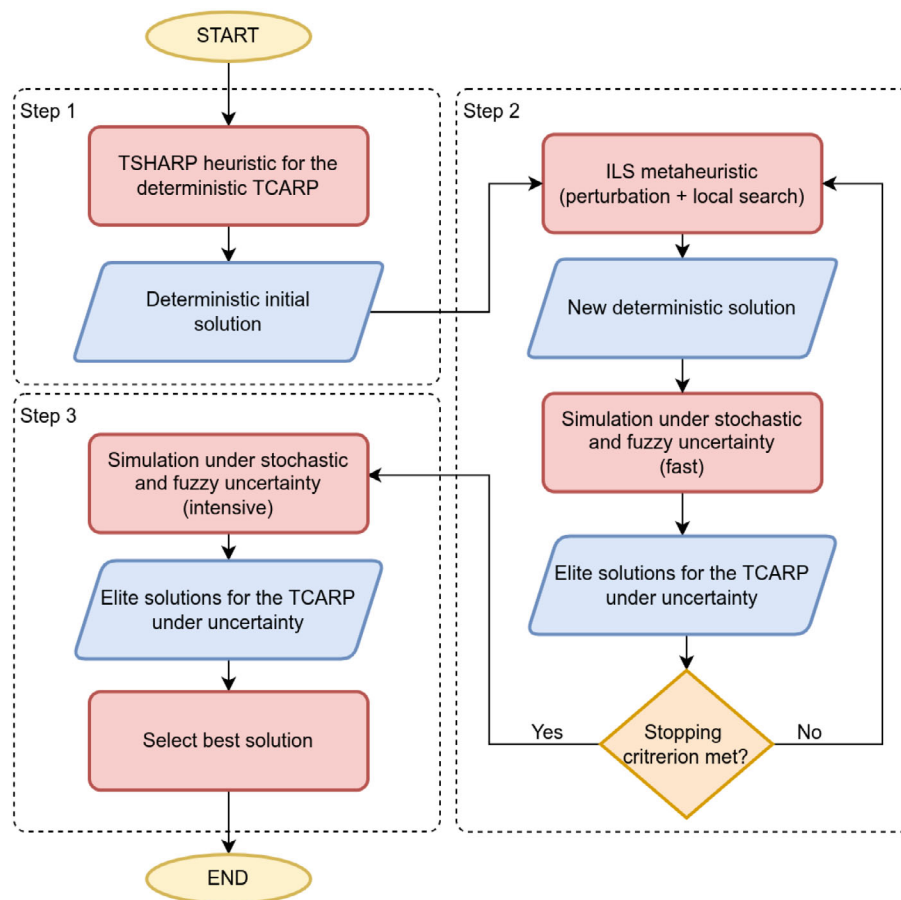 START
Step 1
TSHARP heuristic for the
deterministic TCARP
Deterministic initial
solution
Step 2
ILS metaheuristic
(perturbation + local search)
New deterministic solution
Simulation under stochastic
and fuzzy uncertainty
(fast)
Elite solutions for the TCARP
under uncertainty
Stopping
critrerion met?
Yes
No
Step 3
Simulation under stochastic
and fuzzy uncertainty
(intensive)
Elite solutions for the TCARP
under uncertainty
Select best solution
END